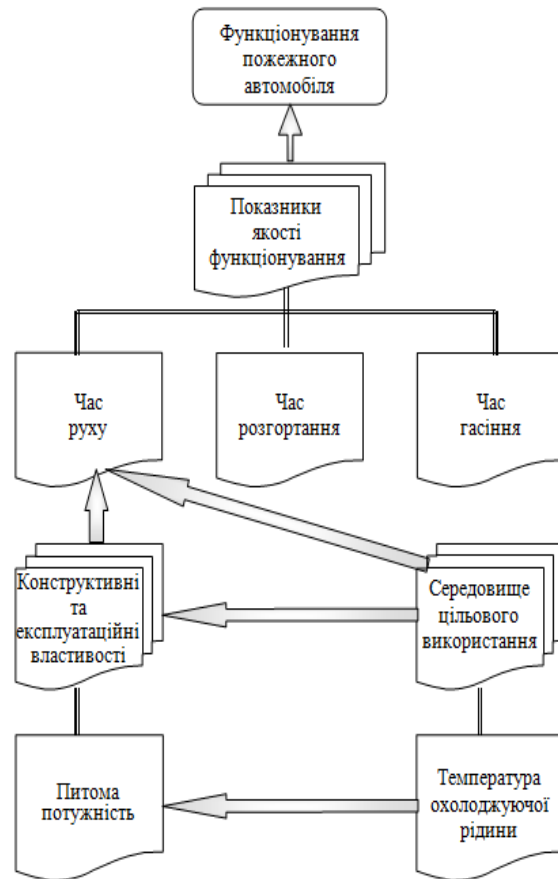 Функціонування
пожежного
автомобіля
Показники
якості
функціонування
Час
руху
Час
розгортання
Час
гасіння
Конструктивні
та
експлуатаційні
властивості
Середовище
цільового
використання
Питома
потужність
Температура
охолоджуючої
рідини